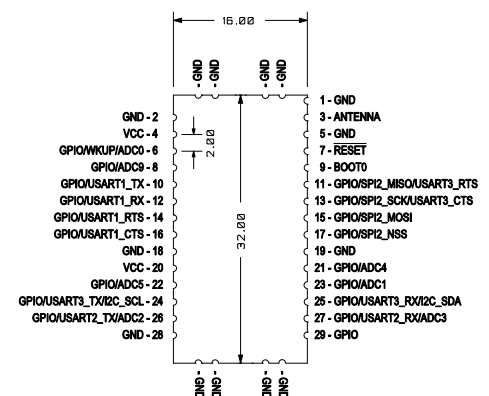 16.00
- GND
- GND
- GND
- GND
1 - GND
GND - 2
3 - ANTENNA
VCC - 4
5 - GND
GPIO/WKUP/ADC0 - 6
7 - RESET
GPIO/ADC9 - 8
9 - BOOT0
GPIO/USART1_TX - 10
11 - GPIO/SPI2_MISO/USART3_RTS
GPIO/USART1_RX - 12
13 - GPIO/SPI2_SCK/USART3_CTS
GPIO/USART1_RTS - 14
15 - GPIO/SPI2_MOSI
GPIO/USART1_CTS - 16
17 - GPIO/SPI2_NSS
GND - 18
19 - GND
VCC - 20
21 - GPIO/ADC4
GPIO/ADC5 - 22
23 - GPIO/ADC1
GPIO/USART3_TX/I2C_SCL - 24
25 - GPIO/USART3_RX/I2C_SDA
GPIO/USART2_TX/ADC2 - 26
27 - GPIO/USART2_RX/ADC3
GND - 28
29 - GPIO
2.00
32.00
GND -
GND -
GND -
GND -